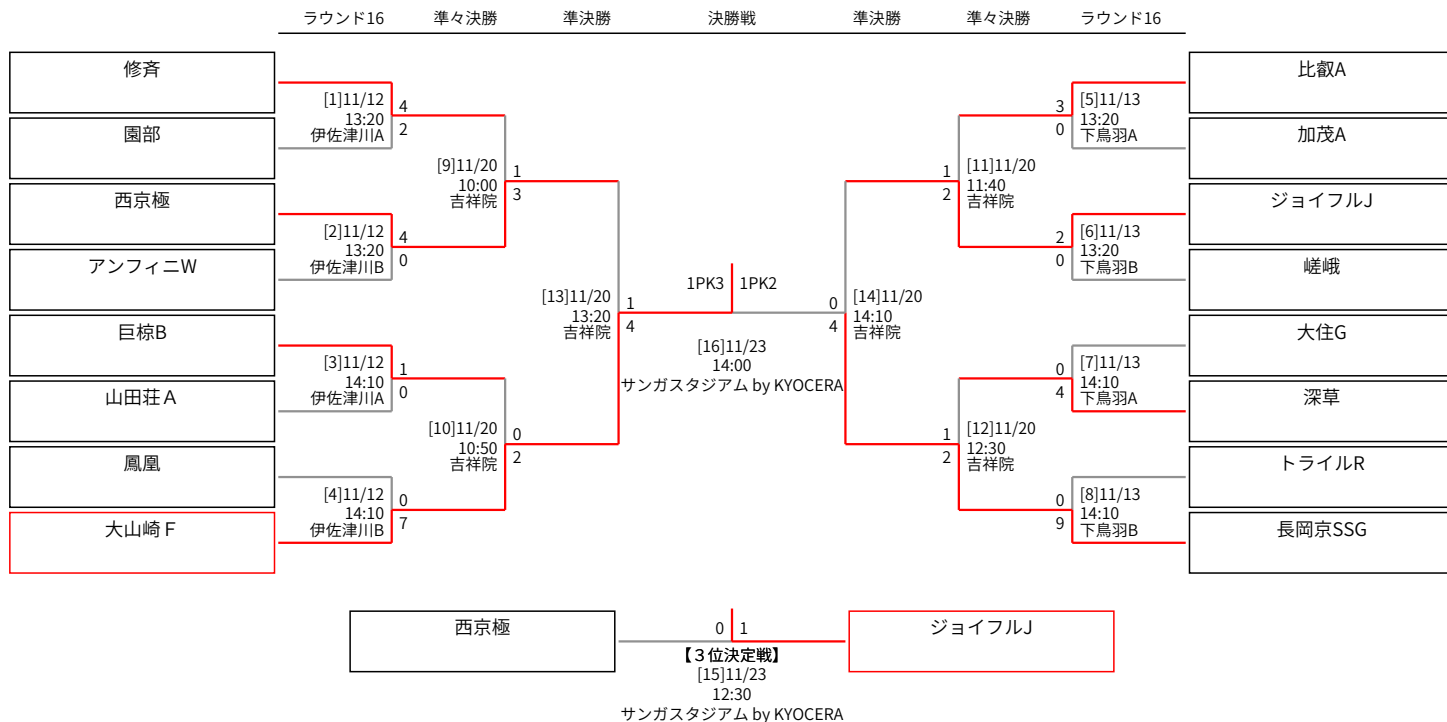 ラウンド16 準々決勝 準決勝 決勝戦 準決勝 準々決勝 ラウンド16
修斉
園部
西京極
アンフィニW
巨椋B
山田荘Ａ
鳳凰
大山崎Ｆ
[1]11/12
13:20
伊佐津川A
4
2
[2]11/12
13:20
伊佐津川B
4
0
[3]11/12
14:10
伊佐津川A
1
0
[4]11/12
14:10
伊佐津川B
0
7
[9]11/20
10:00
吉祥院
1
3
[10]11/20
10:50
吉祥院
0
2
[13]11/20
13:20
吉祥院
1
4
1PK3 1PK2
[16]11/23
14:00
サンガスタジアム by KYOCERA
0
4
[14]11/20
14:10
吉祥院
1
2
[11]11/20
11:40
吉祥院
1
2
[12]11/20
12:30
吉祥院
3
0
[5]11/13
13:20
下鳥羽A
2
0
[6]11/13
13:20
下鳥羽B
0
4
[7]11/13
14:10
下鳥羽A
0
9
[8]11/13
14:10
下鳥羽B
比叡A
加茂A
ジョイフルJ
嵯峨
大住G
深草
トライルR
長岡京SSG
西京極
0 1
ジョイフルJ
【３位決定戦】
[15]11/23
12:30
サンガスタジアム by KYOCERA